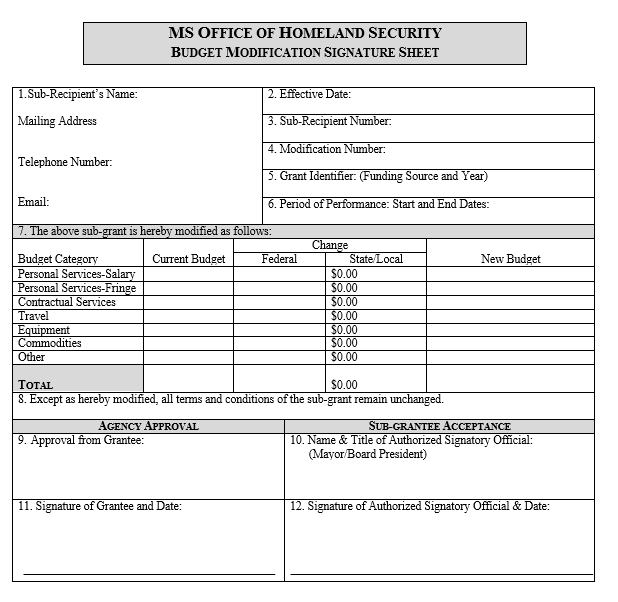 MS OFFICE OF HOMELAND SECURITY
BUDGET MODIFICATION SIGNATURE SHEET
1.Sub-Recipient's Name:
Mailing Address
Telephone Number:
Email:
2. Effective Date:
3. Sub-Recipient Number:
4. Modification Number:
5. Grant Identifier: (Funding Source and Year)
6. Period of Performance: Start and End Dates:
7. The above sub-grant is hereby modified as follows:
Change
Budget Category Current Budget Federal State/Local New Budget
Personal Services-Salary $0.00
Personal Services-Fringe $0.00
Contractual Services $0.00
Travel $0.00
Equipment $0.00
Commodities $0.00
Other $0.00
TOTAL $0.00
8. Except as hereby modified, all terms and conditions of the sub-grant remain unchanged.
AGENCY APPROVAL SUB-GRANTEE ACCEPTANCE
9. Approval from Grantee:
10. Name & Title of Authorized Signatory Official:
(Mayor/Board President)
11. Signature of Grantee and Date:
12. Signature of Authorized Signatory Official & Date: